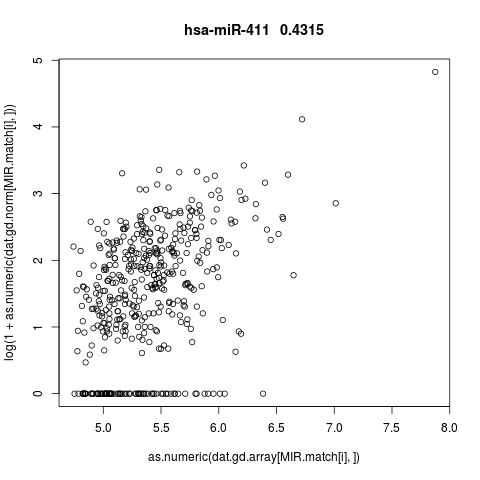 hsa-miR-411 0.4315
log(1 + as.numeric(dat.gd.norm[MIR.match[i], ]))
5
4
3
2
1
0
5.0 5.5 6.0 6.5 7.0 7.5 8.0
as.numeric(dat.gd.array[MIR.match[i], ])